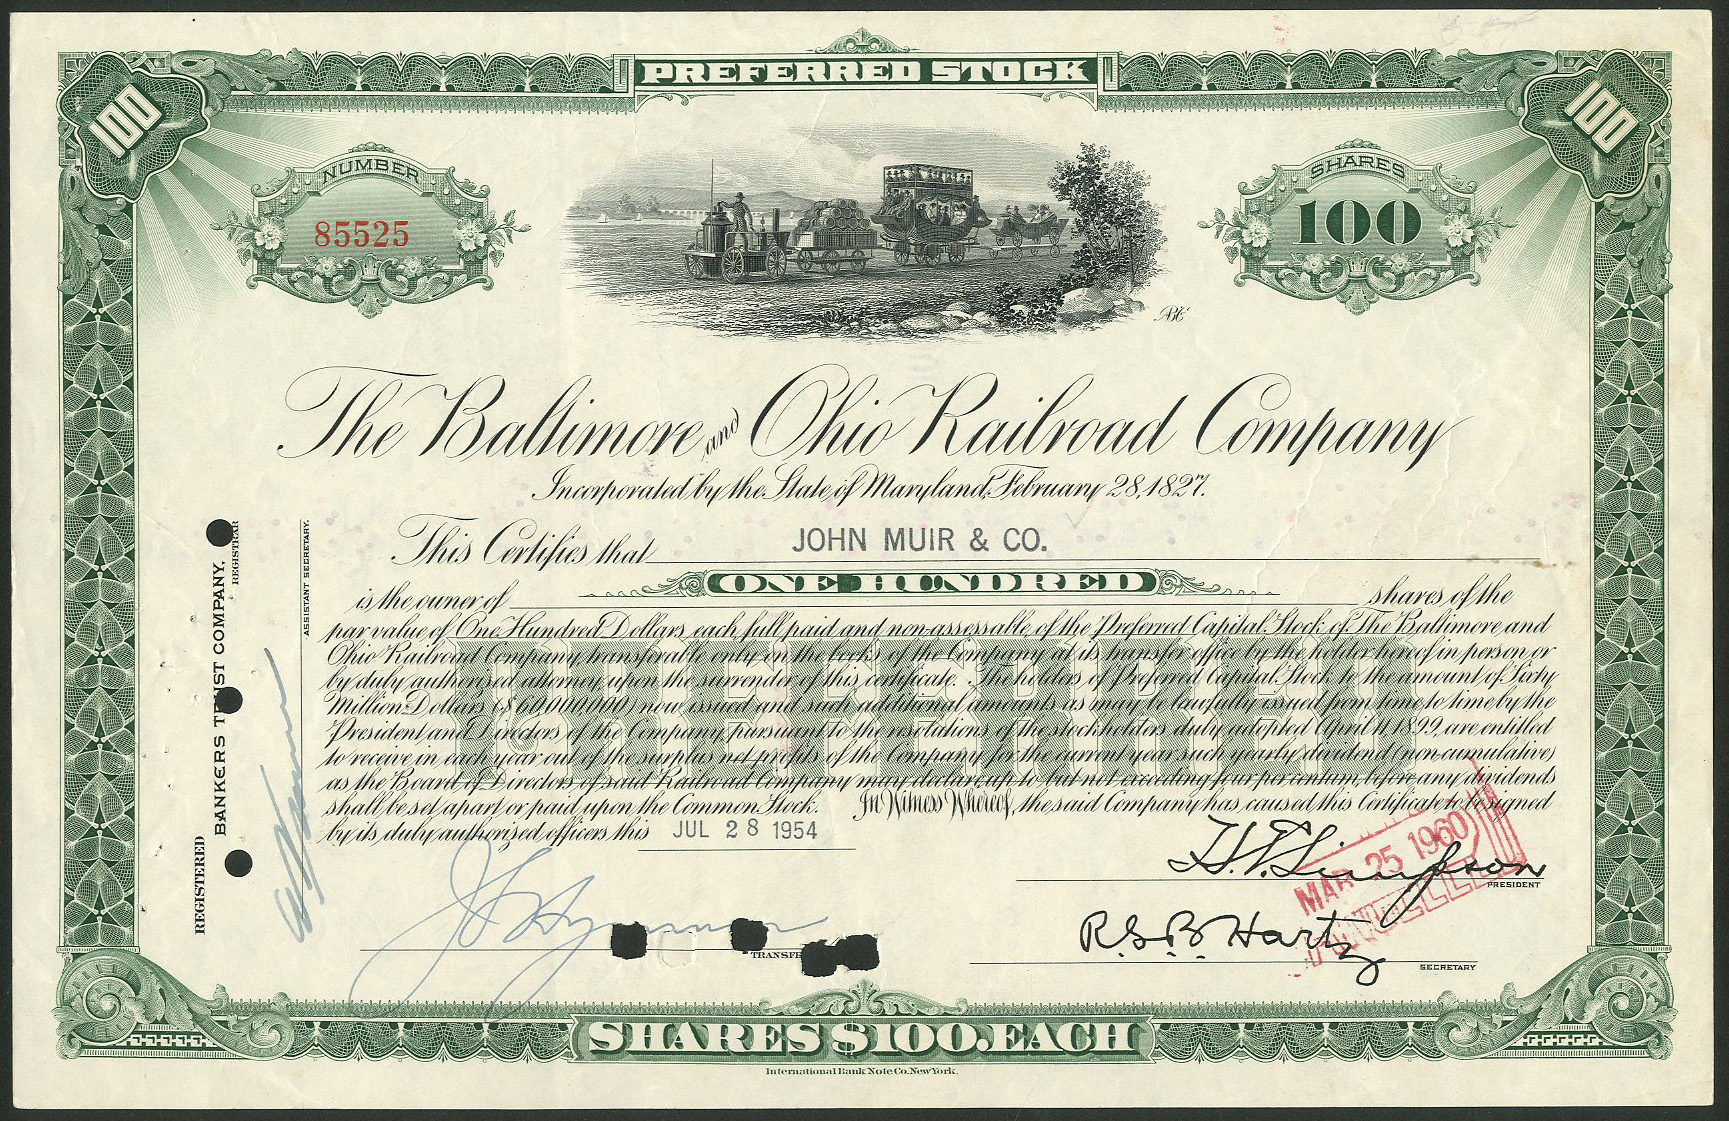 PREFERRED STOCK
100
100
NUMBER
85525
SHARES
100
ABC
The Baltimore and Ohio Railroad Company
Incorporated by the State of Maryland, February 28, 1827.
This Certifies that JOHN MUIR & CO.
is the owner of ONE HUNDRED shares of the
par value of One Hundred Dollars each full paid and non-assessable, of the Preferred Capital Stock of The Baltimore and
Ohio Railroad Company transferable only on the books of the Company at its transfer office by the holder hereof in person or
by duly authorized attorney upon the surrender of this certificate. The holders of Preferred Capital Stock to the amount of Sixty
Million Dollars ($60,000,000) now issued and such additional amounts as may be lawfully issued from time to time by the
President and Directors of the Company pursuant to the resolutions of the stockholders duly adopted April 11, 1899, are entitled
to receive in each year out of the surplus net profits of the Company for the current year such yearly dividend (non-cumulative)
as the Board of Directors of said Railroad Company may declare up to but not exceeding four per centum, before any dividends
shall be set apart or paid upon the Common Stock. In Witness Whereof, the said Company has caused this Certificate to be signed
by its duly authorized officers this JUL 28 1954
PREFERRED
REGISTERED
BANKERS TRUST COMPANY,
REGISTRAR
ASSISTANT SECRETARY.
H. E. Simpson
PRESIDENT
MAR 25 1960
CANCELLED
R. G. B. Hartz
SECRETARY
TRANSFE
SHARES $100. EACH
International Bank Note Co. New York.